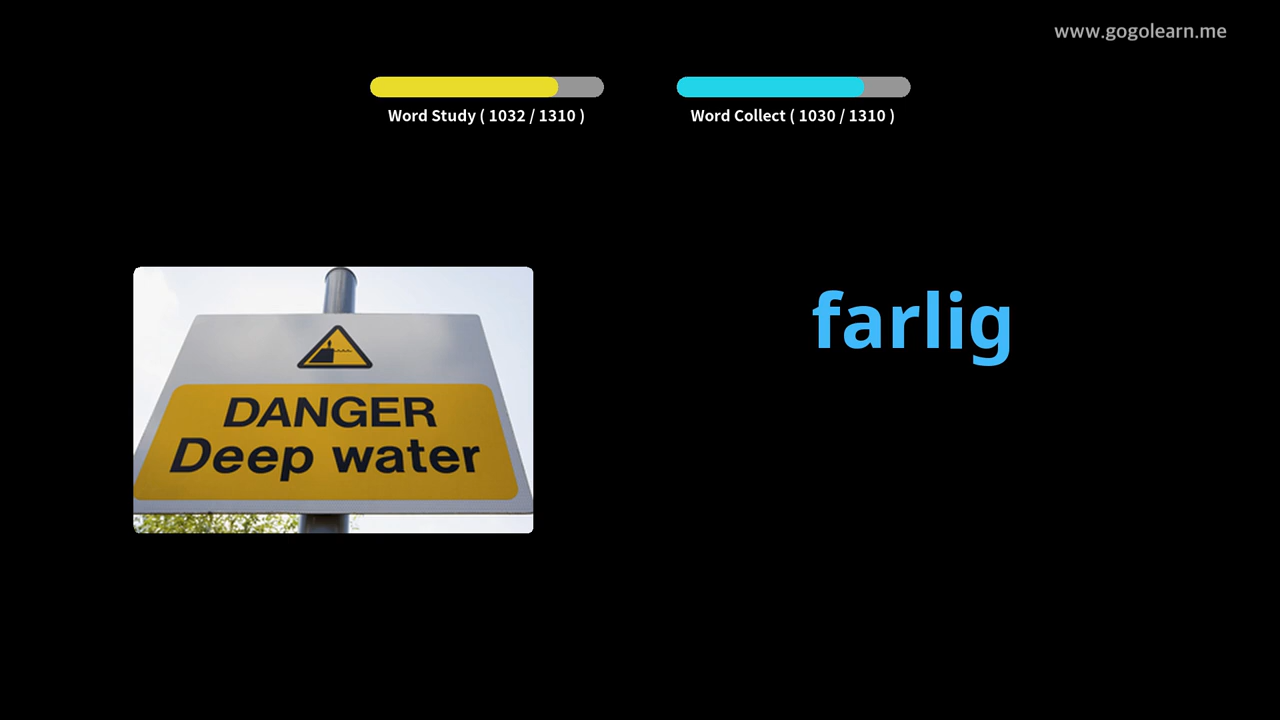 www.gogolearn.me
Word Study ( 1032 / 1310 )
Word Collect ( 1030 / 1310 )
DANGER
Deep water
farlig